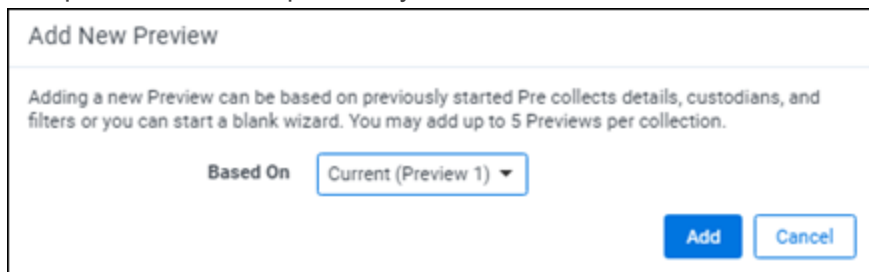 Add New Preview
Adding a new Preview can be based on previously started Pre collects details, custodians, and
filters or you can start a blank wizard. You may add up to 5 Previews per collection.
Based On Current (Preview 1)
Add Cancel